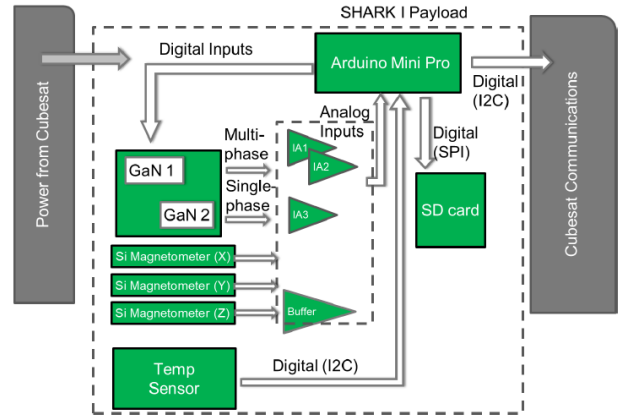 SHARK I Payload
Power from Cubesat
Digital Inputs
Arduino Mini Pro
Digital
(I2C)
Cubesat Communications
Analog
Inputs
Digital
(SPI)
Multi-
phase
GaN 1
IA1
IA2
Single-
phase
GaN 2
IA3
SD card
Si Magnetometer (X)
Si Magnetometer (Y)
Si Magnetometer (Z)
Buffer
Temp
Sensor
Digital (I2C)